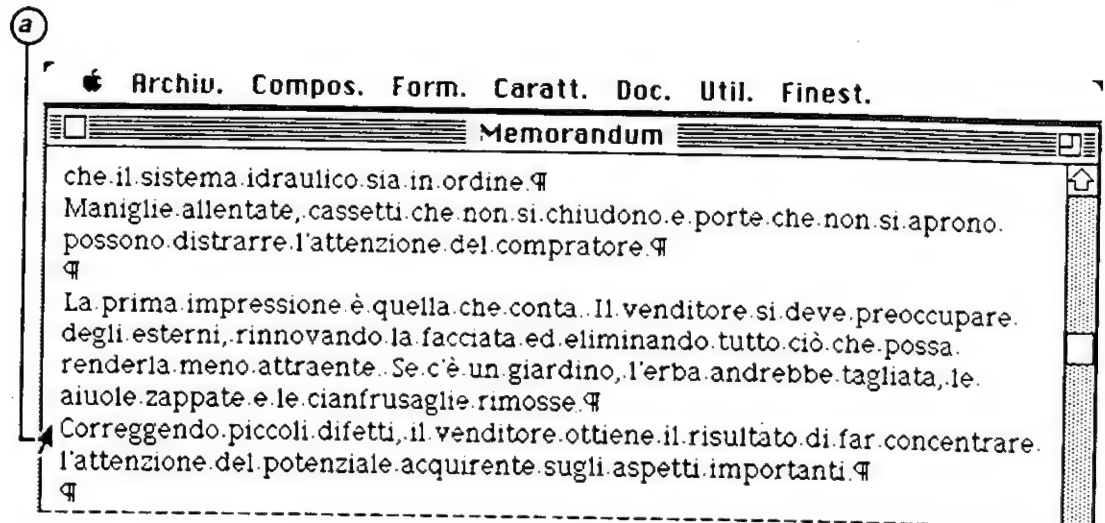 a
Archiv. Compos. Form. Caratt. Doc. Util. Finest.
Memorandum
che.il.sistema.idraulico.sia.in.ordine.¶
Maniglie.allentate,.cassetti.che.non.si.chiudono.e.porte.che.non.si.aprono.
possono.distrarre.l'attenzione.del.compratore.¶
¶
La.prima.impressione.è.quella.che.conta..Il.venditore.si.deve.preoccupare.
degli.esterni,.rinnovando.la.facciata.ed.eliminando.tutto.ciò.che.possa.
renderla.meno.attraente..Se.c'è.un.giardino,.l'erba.andrebbe.tagliata,.le.
aiuole.zappate.e.le.cianfrusaglie.rimosse.¶
Correggendo.piccoli.difetti,.il.venditore.ottiene.il.risultato.di.far.concentrare.
l'attenzione.del.potenziale.acquirente.sugli.aspetti.importanti.¶
¶